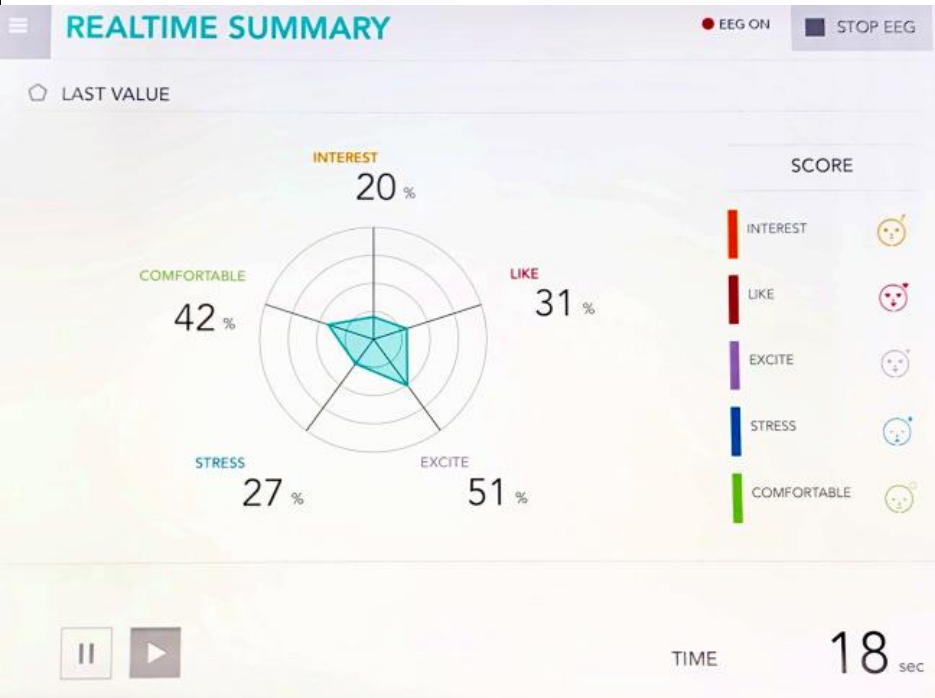 REALTIME SUMMARY
EEG ON
STOP EEG
LAST VALUE
INTEREST
20 %
COMFORTABLE
42 %
LIKE
31 %
STRESS
27 %
EXCITE
51 %
SCORE
INTEREST
LIKE
EXCITE
STRESS
COMFORTABLE
TIME
18 sec